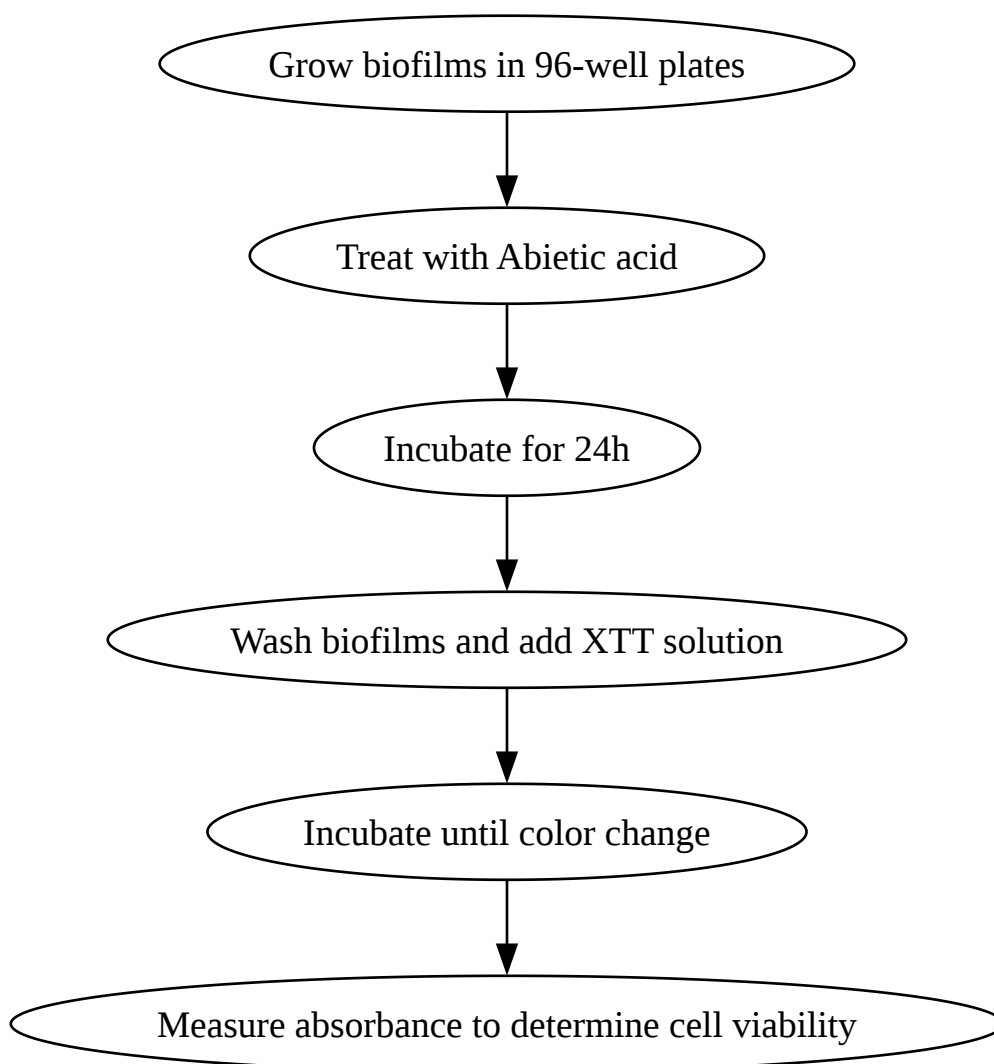 Grow biofilms in 96-well plates
Treat with Abietic acid
Incubate for 24h
Wash biofilms and add XTT solution
Incubate until color change
Measure absorbance to determine cell viability